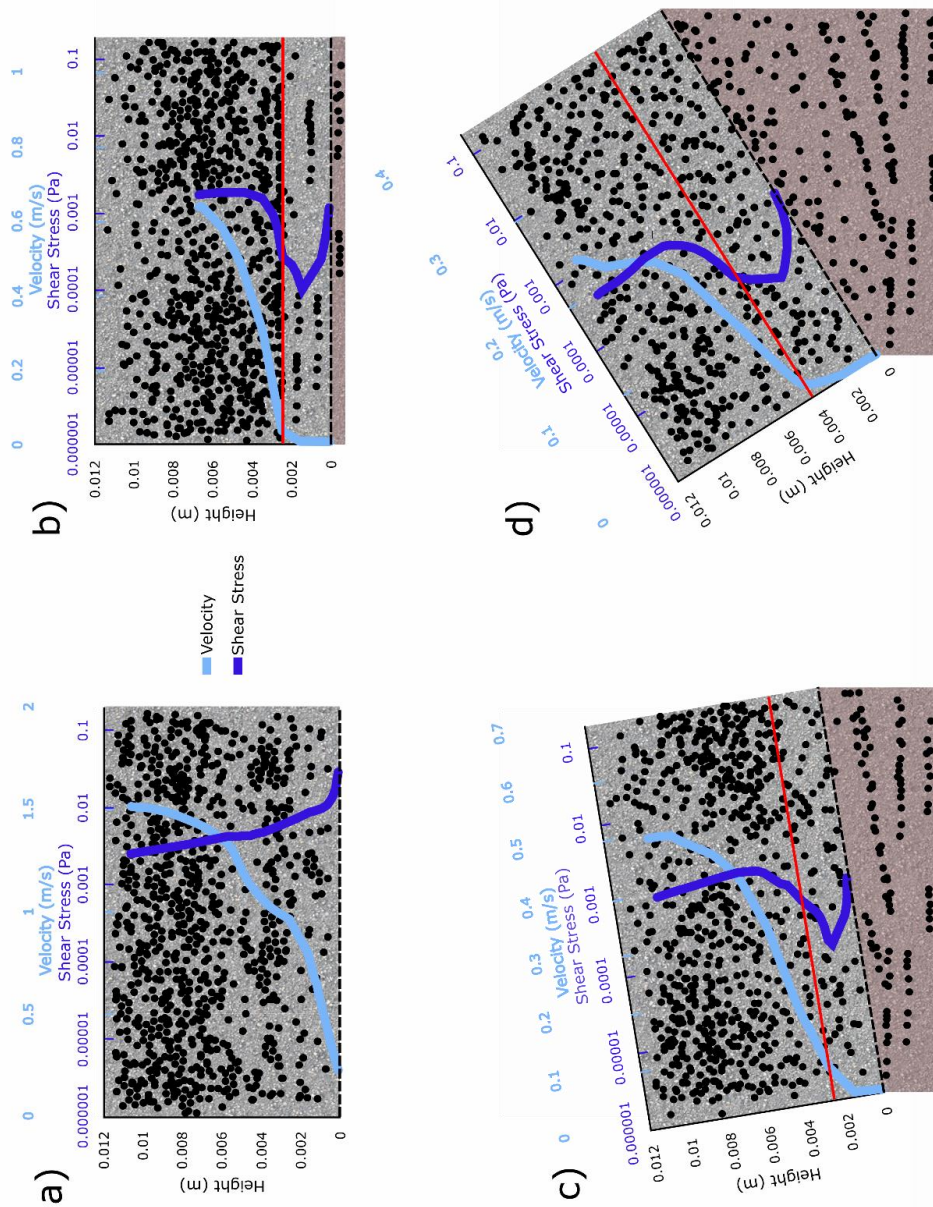 a)
0 0.5 1 1.5 2
Velocity (m/s)
Shear Stress (Pa)
0.000001 0.00001 0.0001 0.001 0.01 0.1
0.012
0.01
0.008
0.006
0.004
0.002
0
Height (m)
Velocity
Shear Stress
b)
0 0.2 0.4 0.6 0.8 1
Velocity (m/s)
Shear Stress (Pa)
0.000001 0.00001 0.0001 0.001 0.01 0.1
0.012
0.01
0.008
0.006
0.004
0.002
0
Height (m)
c)
0 0.1 0.2 0.3 0.4 0.5 0.6 0.7
Velocity (m/s)
Shear Stress (Pa)
0.000001 0.00001 0.0001 0.001 0.01 0.1
0.012
0.01
0.008
0.006
0.004
0.002
0
Height (m)
d)
0 0.1 0.2 0.3 0.4
Velocity (m/s)
Shear Stress (Pa)
0.000001 0.00001 0.0001 0.001 0.01 0.1
0.012
0.01
0.008
0.006
0.004
0.002
0
Height (m)